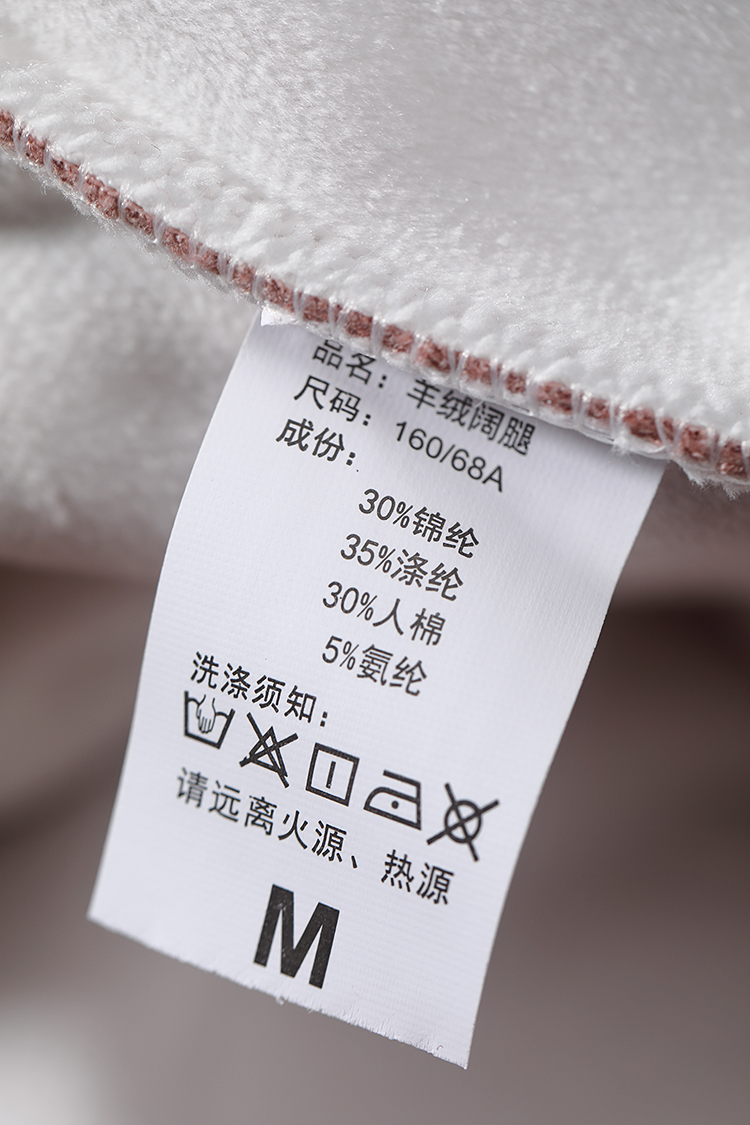 品名：羊绒阔腿
尺码：160/68A
成份：
30%锦纶
35%涤纶
30%人棉
5%氨纶
洗涤须知：
请远离火源、热源
M